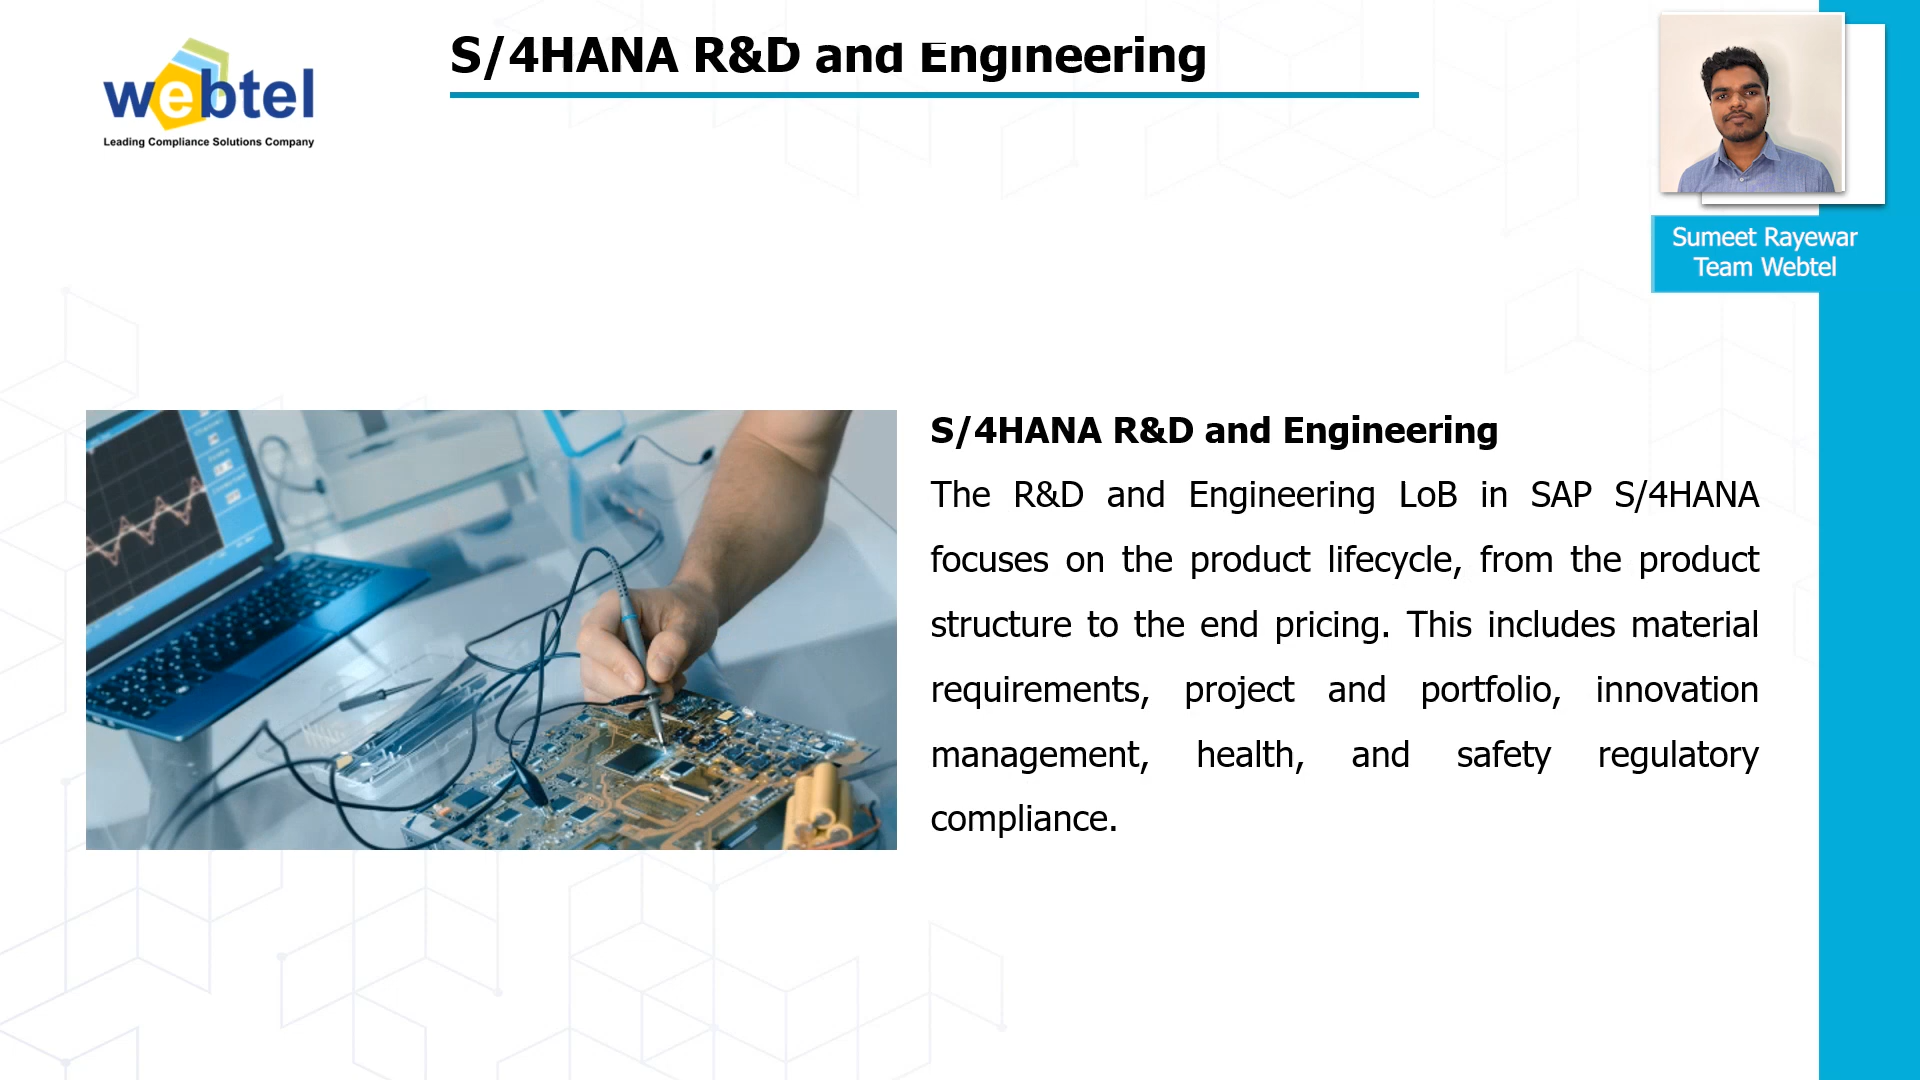 webtel
Leading Compliance Solutions Company
S/4HANA R&D and Engineering
Sumeet Rayewar
Team Webtel
S/4HANA R&D and Engineering
The R&D and Engineering LoB in SAP S/4HANA
focuses on the product lifecycle, from the product
structure to the end pricing. This includes material
requirements, project and portfolio, innovation
management, health, and safety regulatory
compliance.